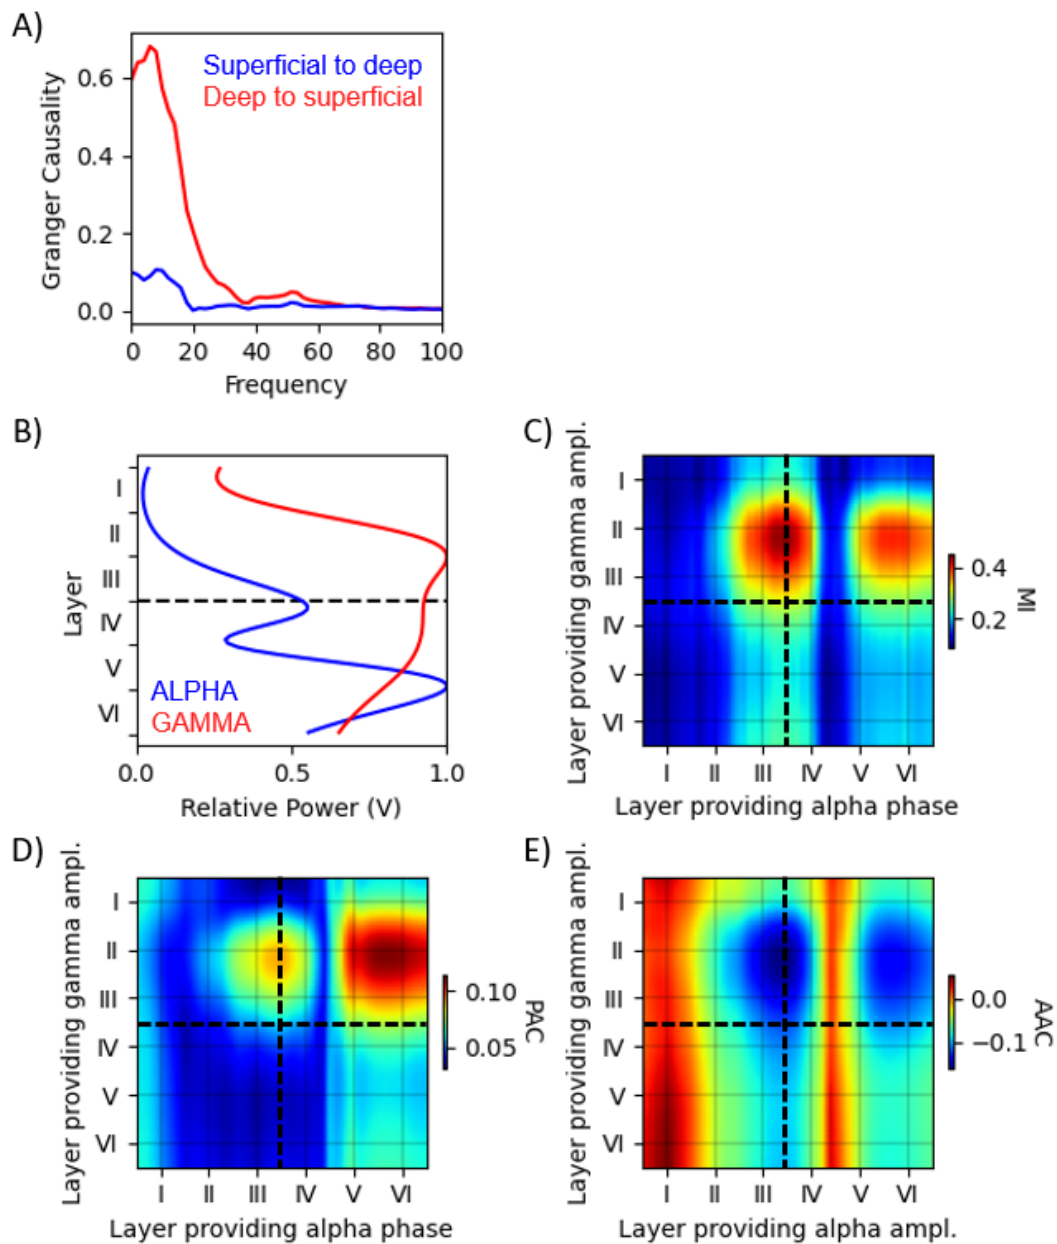 A)
Granger Causality
0.6
0.4
0.2
0.0
Superficial to deep
Deep to superficial
0 20 40 60 80 100
Frequency
B)
Layer
I
II
III
IV
V
VI
ALPHA
GAMMA
0.0 0.5 1.0
Relative Power (V)
C)
Layer providing gamma ampl.
I
II
III
IV
V
VI
I II III IV V VI
Layer providing alpha phase
0.4
0.2
MI
D)
Layer providing gamma ampl.
I
II
III
IV
V
VI
I II III IV V VI
Layer providing alpha phase
0.10
0.05
PAC
E)
Layer providing gamma ampl.
I
II
III
IV
V
VI
I II III IV V VI
Layer providing alpha ampl.
0.0
−0.1
AAC